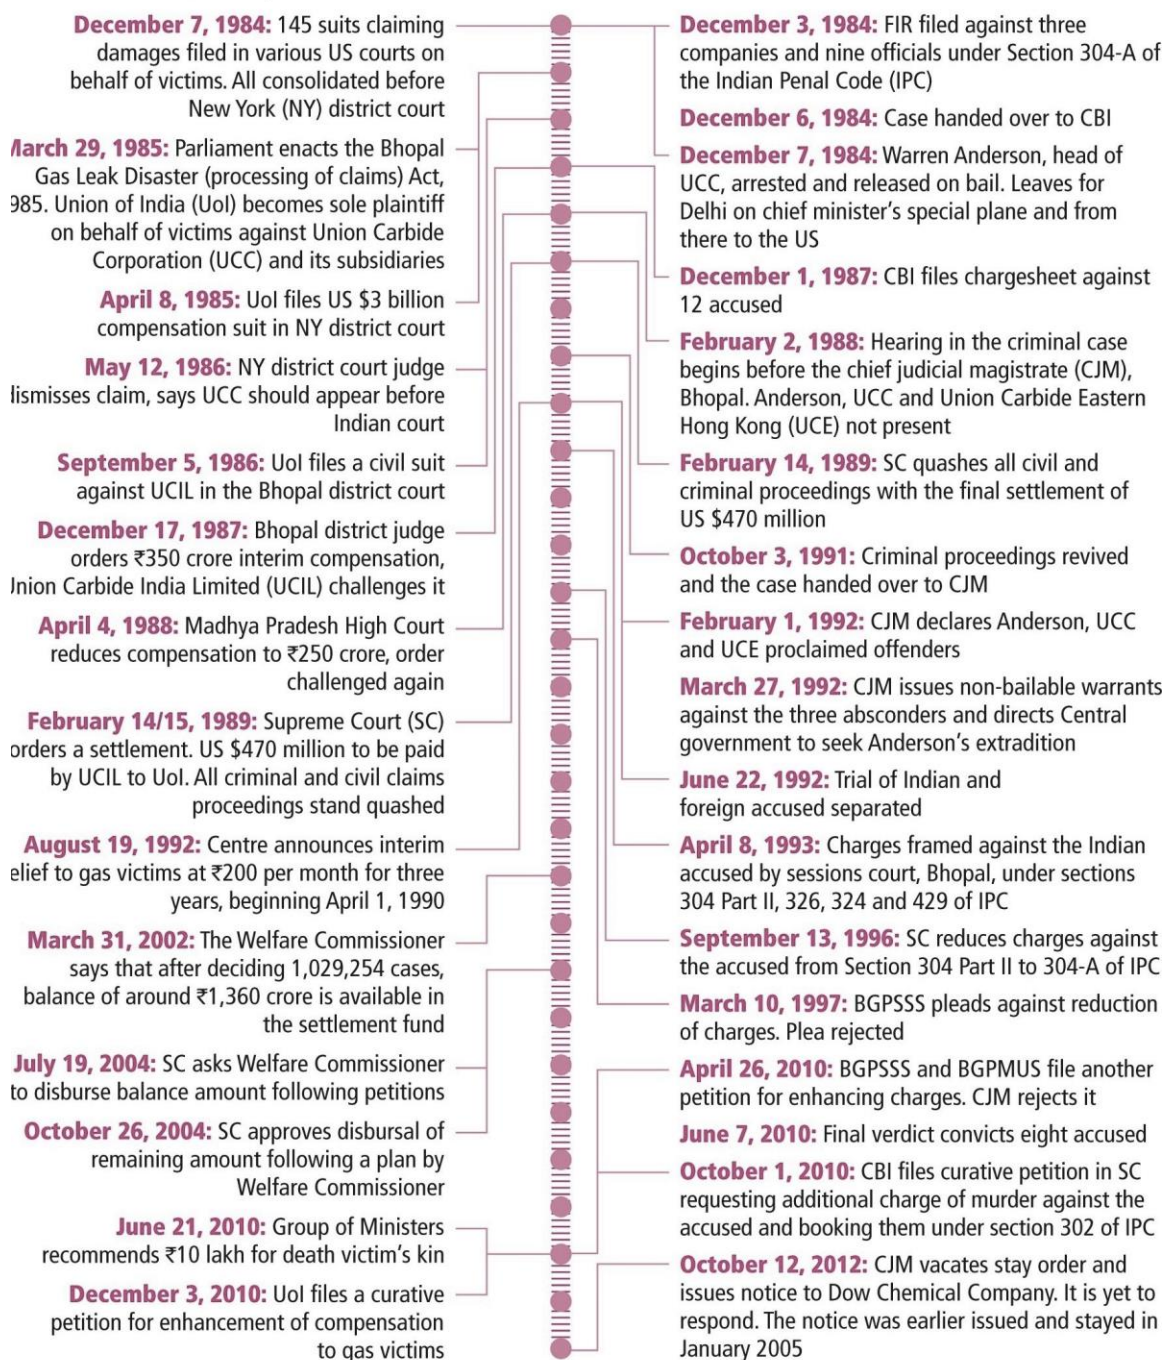 December 7, 1984: 145 suits claiming
damages filed in various US courts on
behalf of victims. All consolidated before
New York (NY) district court
March 29, 1985: Parliament enacts the Bhopal
Gas Leak Disaster (processing of claims) Act,
985. Union of India (UoI) becomes sole plaintiff
on behalf of victims against Union Carbide
Corporation (UCC) and its subsidiaries
April 8, 1985: UoI files US $3 billion
compensation suit in NY district court
May 12, 1986: NY district court judge
dismisses claim, says UCC should appear before
Indian court
September 5, 1986: UoI files a civil suit
against UCIL in the Bhopal district court
December 17, 1987: Bhopal district judge
orders ₹350 crore interim compensation,
Union Carbide India Limited (UCIL) challenges it
April 4, 1988: Madhya Pradesh High Court
reduces compensation to ₹250 crore, order
challenged again
February 14/15, 1989: Supreme Court (SC)
orders a settlement. US $470 million to be paid
by UCIL to UoI. All criminal and civil claims
proceedings stand quashed
August 19, 1992: Centre announces interim
elief to gas victims at ₹200 per month for three
years, beginning April 1, 1990
March 31, 2002: The Welfare Commissioner
says that after deciding 1,029,254 cases,
balance of around ₹1,360 crore is available in
the settlement fund
July 19, 2004: SC asks Welfare Commissioner
to disburse balance amount following petitions
October 26, 2004: SC approves disbursal of
remaining amount following a plan by
Welfare Commissioner
June 21, 2010: Group of Ministers
recommends ₹10 lakh for death victim's kin
December 3, 2010: UoI files a curative
petition for enhancement of compensation
to gas victims
December 3, 1984: FIR filed against three
companies and nine officials under Section 304-A of
the Indian Penal Code (IPC)
December 6, 1984: Case handed over to CBI
December 7, 1984: Warren Anderson, head of
UCC, arrested and released on bail. Leaves for
Delhi on chief minister's special plane and from
there to the US
December 1, 1987: CBI files chargesheet against
12 accused
February 2, 1988: Hearing in the criminal case
begins before the chief judicial magistrate (CJM),
Bhopal. Anderson, UCC and Union Carbide Eastern
Hong Kong (UCE) not present
February 14, 1989: SC quashes all civil and
criminal proceedings with the final settlement of
US $470 million
October 3, 1991: Criminal proceedings revived
and the case handed over to CJM
February 1, 1992: CJM declares Anderson, UCC
and UCE proclaimed offenders
March 27, 1992: CJM issues non-bailable warrants
against the three absconders and directs Central
government to seek Anderson's extradition
June 22, 1992: Trial of Indian and
foreign accused separated
April 8, 1993: Charges framed against the Indian
accused by sessions court, Bhopal, under sections
304 Part II, 326, 324 and 429 of IPC
September 13, 1996: SC reduces charges against
the accused from Section 304 Part II to 304-A of IPC
March 10, 1997: BGPSSS pleads against reduction
of charges. Plea rejected
April 26, 2010: BGPSSS and BGPMUS file another
petition for enhancing charges. CJM rejects it
June 7, 2010: Final verdict convicts eight accused
October 1, 2010: CBI files curative petition in SC
requesting additional charge of murder against the
accused and booking them under section 302 of IPC
October 12, 2012: CJM vacates stay order and
issues notice to Dow Chemical Company. It is yet to
respond. The notice was earlier issued and stayed in
January 2005